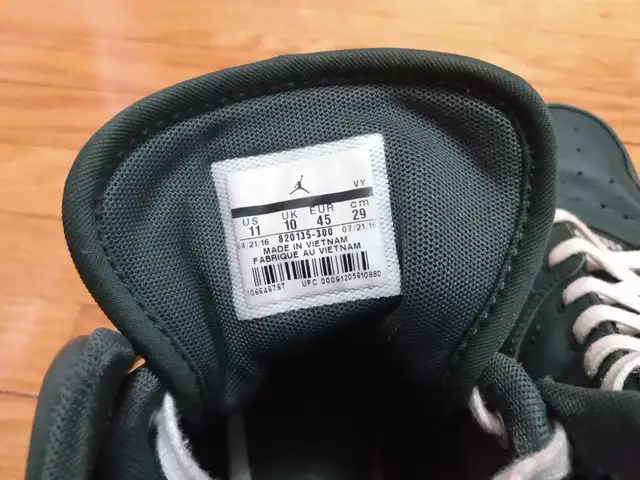 VY
US UK EUR cm
11 10 45 29
4/21/16 820135-300 07/21/16
MADE IN VIETNAM
FABRIQUE AU VIETNAM
UPC 00091205610880